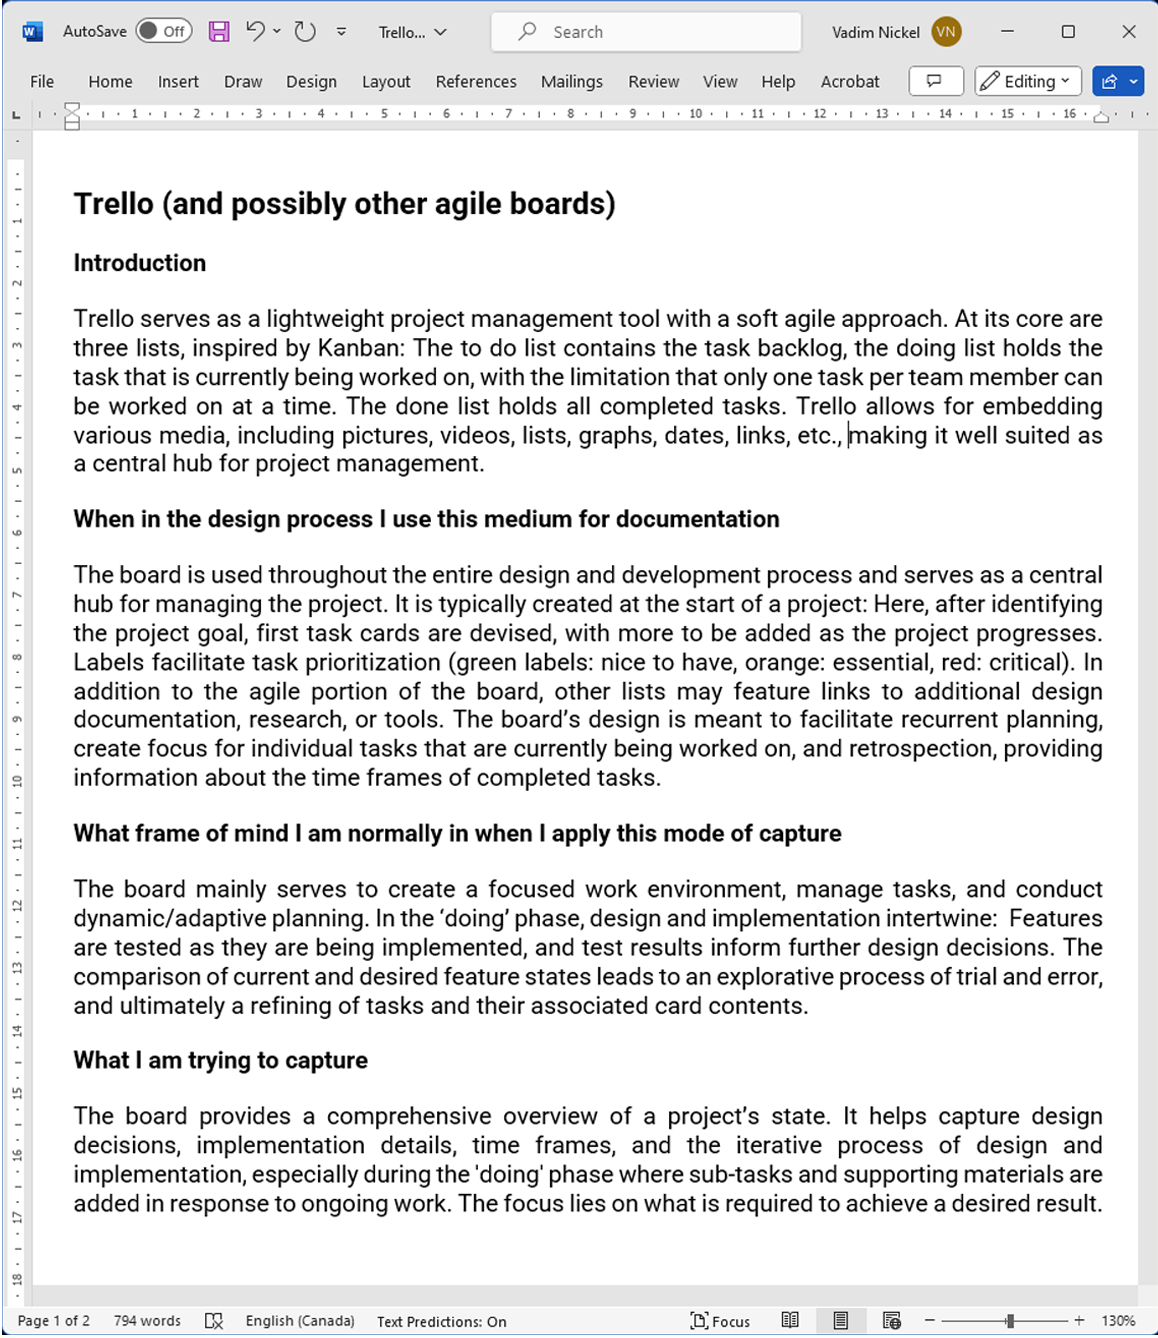 AutoSave Off Trello... Search Vadim Nickel VN
File Home Insert Draw Design Layout References Mailings Review View Help Acrobat Editing
1 2 3 4 5 6 7 8 9 10 11 12 13 14 15 16
Trello (and possibly other agile boards)
Introduction
Trello serves as a lightweight project management tool with a soft agile approach. At its core are
three lists, inspired by Kanban: The to do list contains the task backlog, the doing list holds the
task that is currently being worked on, with the limitation that only one task per team member can
be worked on at a time. The done list holds all completed tasks. Trello allows for embedding
various media, including pictures, videos, lists, graphs, dates, links, etc., making it well suited as
a central hub for project management.
When in the design process I use this medium for documentation
The board is used throughout the entire design and development process and serves as a central
hub for managing the project. It is typically created at the start of a project: Here, after identifying
the project goal, first task cards are devised, with more to be added as the project progresses.
Labels facilitate task prioritization (green labels: nice to have, orange: essential, red: critical). In
addition to the agile portion of the board, other lists may feature links to additional design
documentation, research, or tools. The board’s design is meant to facilitate recurrent planning,
create focus for individual tasks that are currently being worked on, and retrospection, providing
information about the time frames of completed tasks.
What frame of mind I am normally in when I apply this mode of capture
The board mainly serves to create a focused work environment, manage tasks, and conduct
dynamic/adaptive planning. In the ‘doing’ phase, design and implementation intertwine:  Features
are tested as they are being implemented, and test results inform further design decisions. The
comparison of current and desired feature states leads to an explorative process of trial and error,
and ultimately a refining of tasks and their associated card contents.
What I am trying to capture
The board provides a comprehensive overview of a project’s state. It helps capture design
decisions, implementation details, time frames, and the iterative process of design and
implementation, especially during the 'doing' phase where sub-tasks and supporting materials are
added in response to ongoing work. The focus lies on what is required to achieve a desired result.
1
2
3
4
5
6
7
8
9
10
11
12
13
14
15
16
17
18
Page 1 of 2 794 words English (Canada) Text Predictions: On Focus 130%